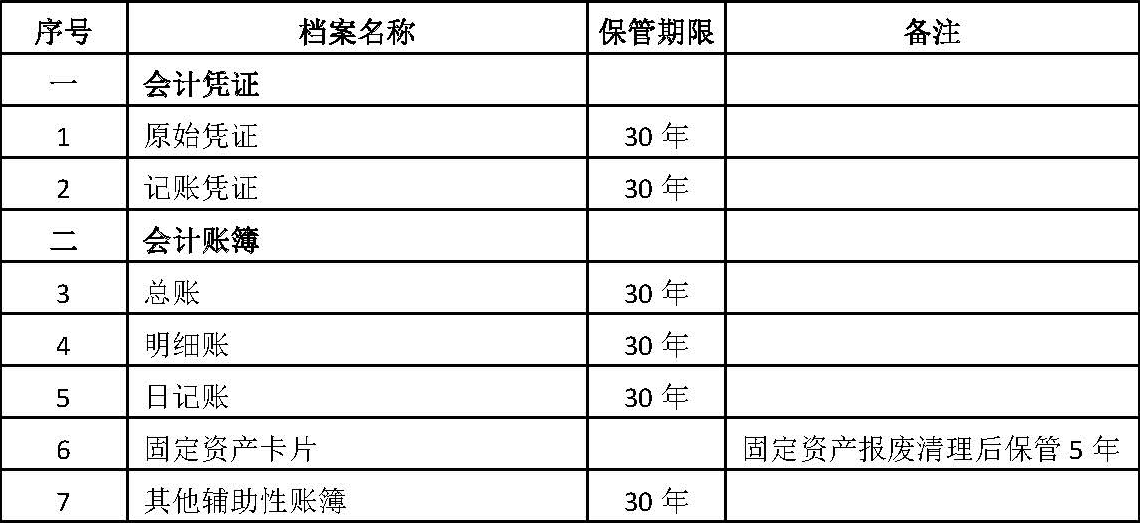 序号 档案名称 保管期限 备注
一 会计凭证
1 原始凭证 30 年
2 记账凭证 30 年
二 会计账簿
3 总账 30 年
4 明细账 30 年
5 日记账 30 年
6 固定资产卡片 固定资产报废清理后保管 5 年
7 其他辅助性账簿 30 年